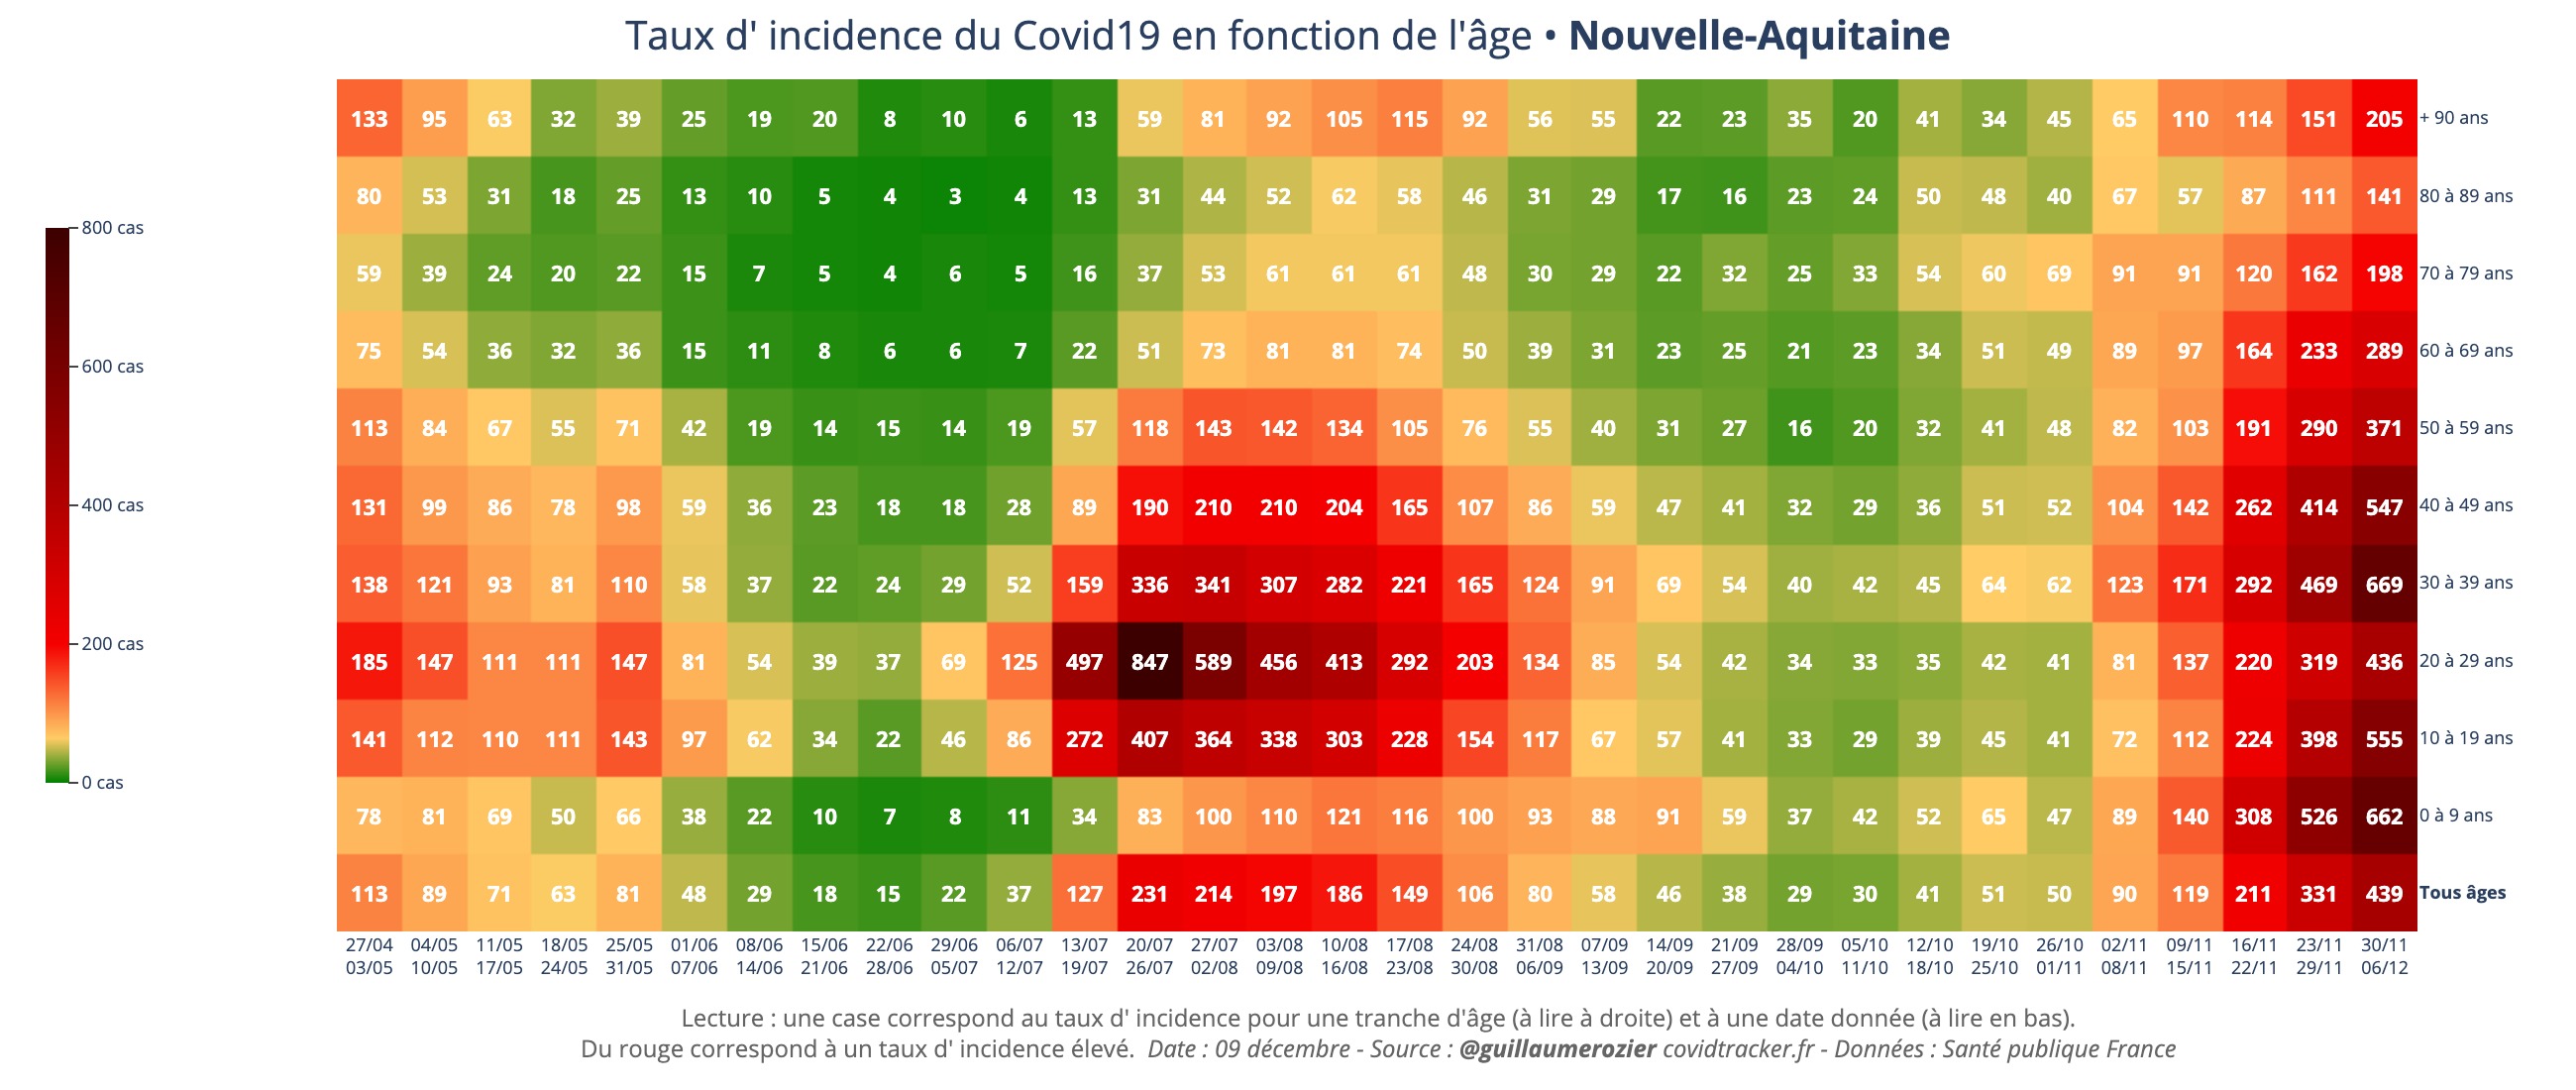 Taux d' incidence du Covid19 en fonction de l'âge • Nouvelle-Aquitaine
133 95 63 32 39 25 19 20 8 10 6 13 59 81 92 105 115 92 56 55 22 23 35 20 41 34 45 65 110 114 151 205 + 90 ans
80 53 31 18 25 13 10 5 4 3 4 13 31 44 52 62 58 46 31 29 17 16 23 24 50 48 40 67 57 87 111 141 80 à 89 ans
59 39 24 20 22 15 7 5 4 6 5 16 37 53 61 61 61 48 30 29 22 32 25 33 54 60 69 91 91 120 162 198 70 à 79 ans
75 54 36 32 36 15 11 8 6 6 7 22 51 73 81 81 74 50 39 31 23 25 21 23 34 51 49 89 97 164 233 289 60 à 69 ans
113 84 67 55 71 42 19 14 15 14 19 57 118 143 142 134 105 76 55 40 31 27 16 20 32 41 48 82 103 191 290 371 50 à 59 ans
131 99 86 78 98 59 36 23 18 18 28 89 190 210 210 204 165 107 86 59 47 41 32 29 36 51 52 104 142 262 414 547 40 à 49 ans
138 121 93 81 110 58 37 22 24 29 52 159 336 341 307 282 221 165 124 91 69 54 40 42 45 64 62 123 171 292 469 669 30 à 39 ans
185 147 111 111 147 81 54 39 37 69 125 497 847 589 456 413 292 203 134 85 54 42 34 33 35 42 41 81 137 220 319 436 20 à 29 ans
141 112 110 111 143 97 62 34 22 46 86 272 407 364 338 303 228 154 117 67 57 41 33 29 39 45 41 72 112 224 398 555 10 à 19 ans
78 81 69 50 66 38 22 10 7 8 11 34 83 100 110 121 116 100 93 88 91 59 37 42 52 65 47 89 140 308 526 662 0 à 9 ans
113 89 71 63 81 48 29 18 15 22 37 127 231 214 197 186 149 106 80 58 46 38 29 30 41 51 50 90 119 211 331 439 Tous âges
27/04 04/05 11/05 18/05 25/05 01/06 08/06 15/06 22/06 29/06 06/07 13/07 20/07 27/07 03/08 10/08 17/08 24/08 31/08 07/09 14/09 21/09 28/09 05/10 12/10 19/10 26/10 02/11 09/11 16/11 23/11 30/11
03/05 10/05 17/05 24/05 31/05 07/06 14/06 21/06 28/06 05/07 12/07 19/07 26/07 02/08 09/08 16/08 23/08 30/08 06/09 13/09 20/09 27/09 04/10 11/10 18/10 25/10 01/11 08/11 15/11 22/11 29/11 06/12
800 cas
600 cas
400 cas
200 cas
0 cas
Lecture : une case correspond au taux d' incidence pour une tranche d'âge (à lire à droite) et à une date donnée (à lire en bas).
Du rouge correspond à un taux d' incidence élevé. Date : 09 décembre - Source : @guillaumerozier covidtracker.fr - Données : Santé publique France